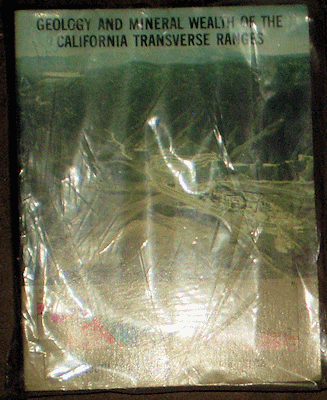 GEOLOGY AND MINERAL WEALTH OF THE
CALIFORNIA TRANSVERSE RANGES